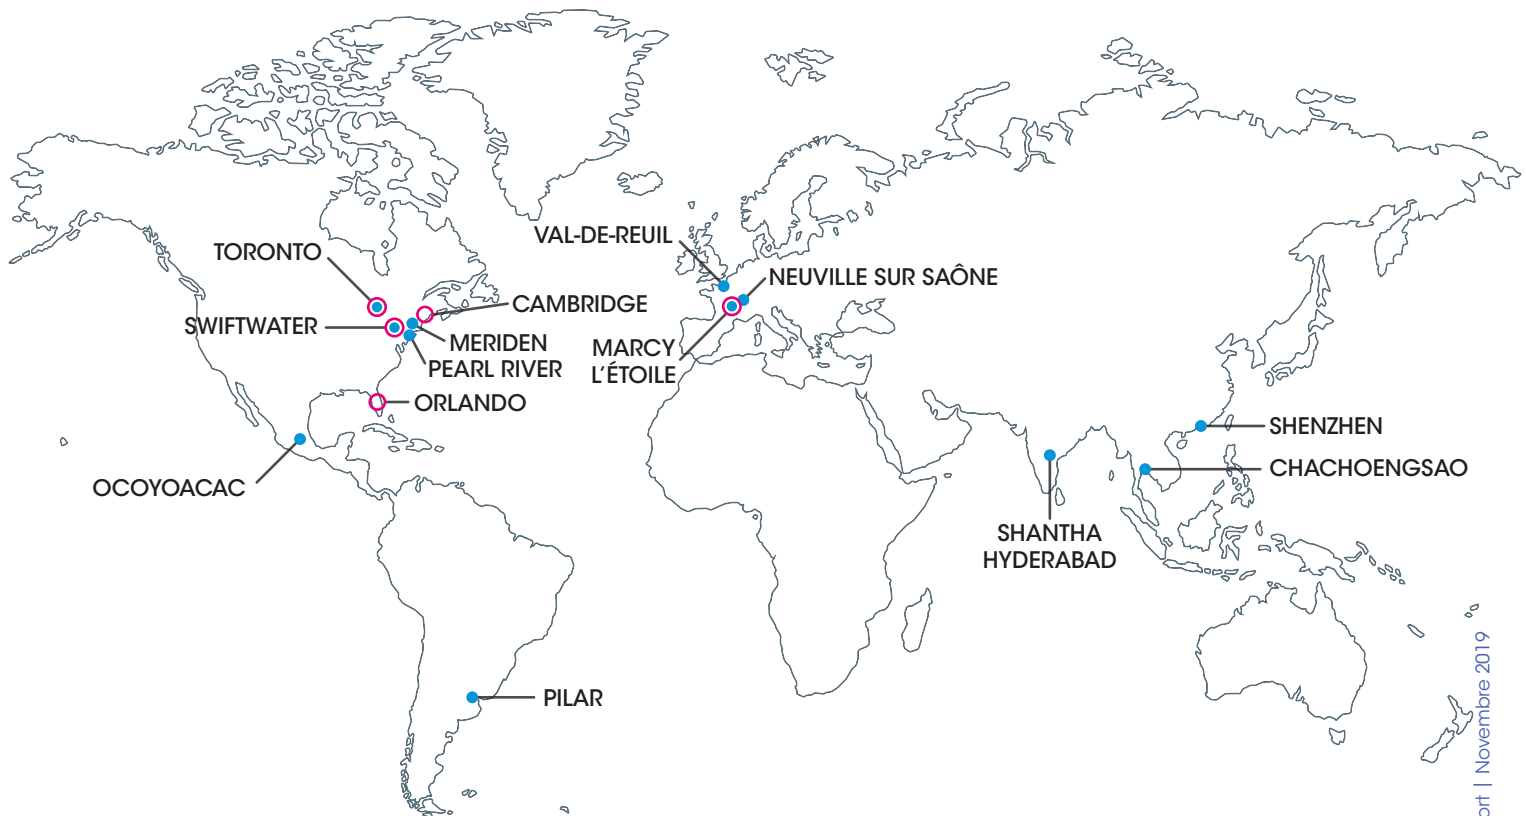 VAL-DE-REUIL
TORONTO
NEUVILLE SUR SAÔNE
CAMBRIDGE
SWIFTWATER
MERIDEN
MARCY
L'ÉTOILE
PEARL RIVER
ORLANDO
SHENZHEN
CHACHOENGSAO
OCOYOACAC
SHANTHA
HYDERABAD
PILAR
| Novembre 2019